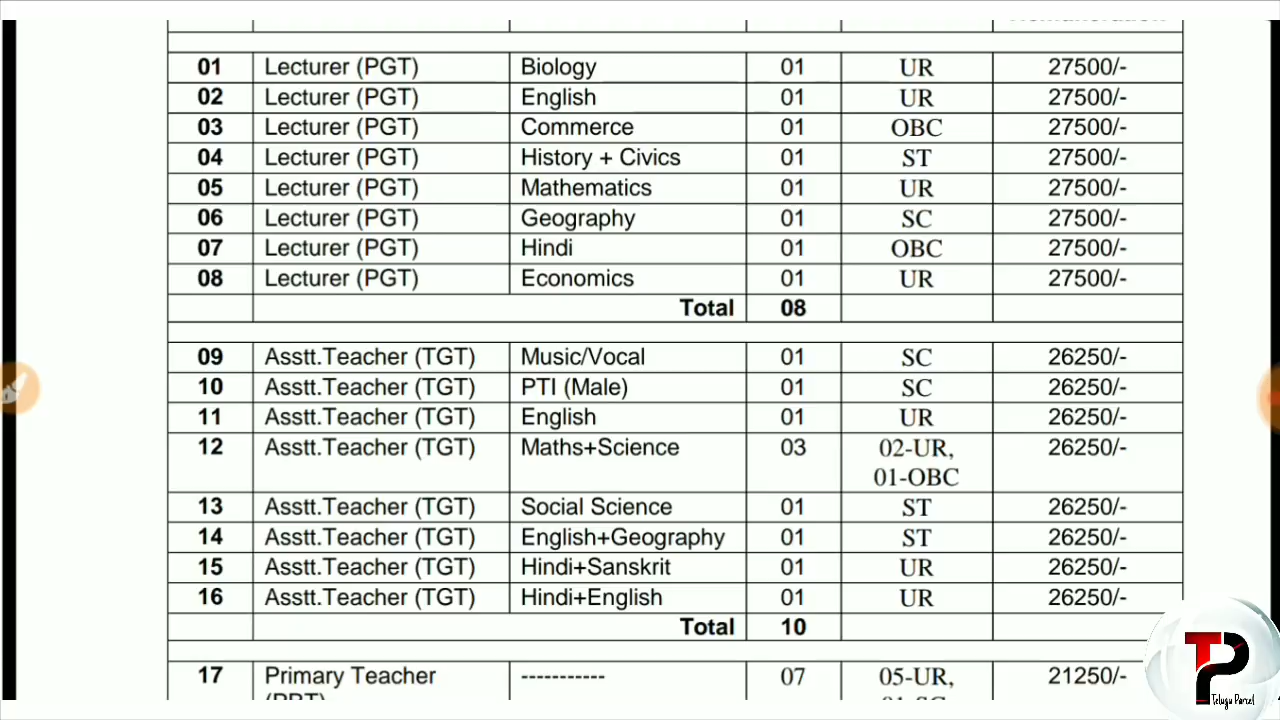 Remuneration
01 Lecturer (PGT) Biology 01 UR 27500/-
02 Lecturer (PGT) English 01 UR 27500/-
03 Lecturer (PGT) Commerce 01 OBC 27500/-
04 Lecturer (PGT) History + Civics 01 ST 27500/-
05 Lecturer (PGT) Mathematics 01 UR 27500/-
06 Lecturer (PGT) Geography 01 SC 27500/-
07 Lecturer (PGT) Hindi 01 OBC 27500/-
08 Lecturer (PGT) Economics 01 UR 27500/-
Total 08
09 Asstt.Teacher (TGT) Music/Vocal 01 SC 26250/-
10 Asstt.Teacher (TGT) PTI (Male) 01 SC 26250/-
11 Asstt.Teacher (TGT) English 01 UR 26250/-
12 Asstt.Teacher (TGT) Maths+Science 03 02-UR, 26250/-
01-OBC
13 Asstt.Teacher (TGT) Social Science 01 ST 26250/-
14 Asstt.Teacher (TGT) English+Geography 01 ST 26250/-
15 Asstt.Teacher (TGT) Hindi+Sanskrit 01 UR 26250/-
16 Asstt.Teacher (TGT) Hindi+English 01 UR 26250/-
Total 10
17 Primary Teacher ----------- 07 05-UR, 21250/-
(PRT) 01-SC
TP
Telugu Portel